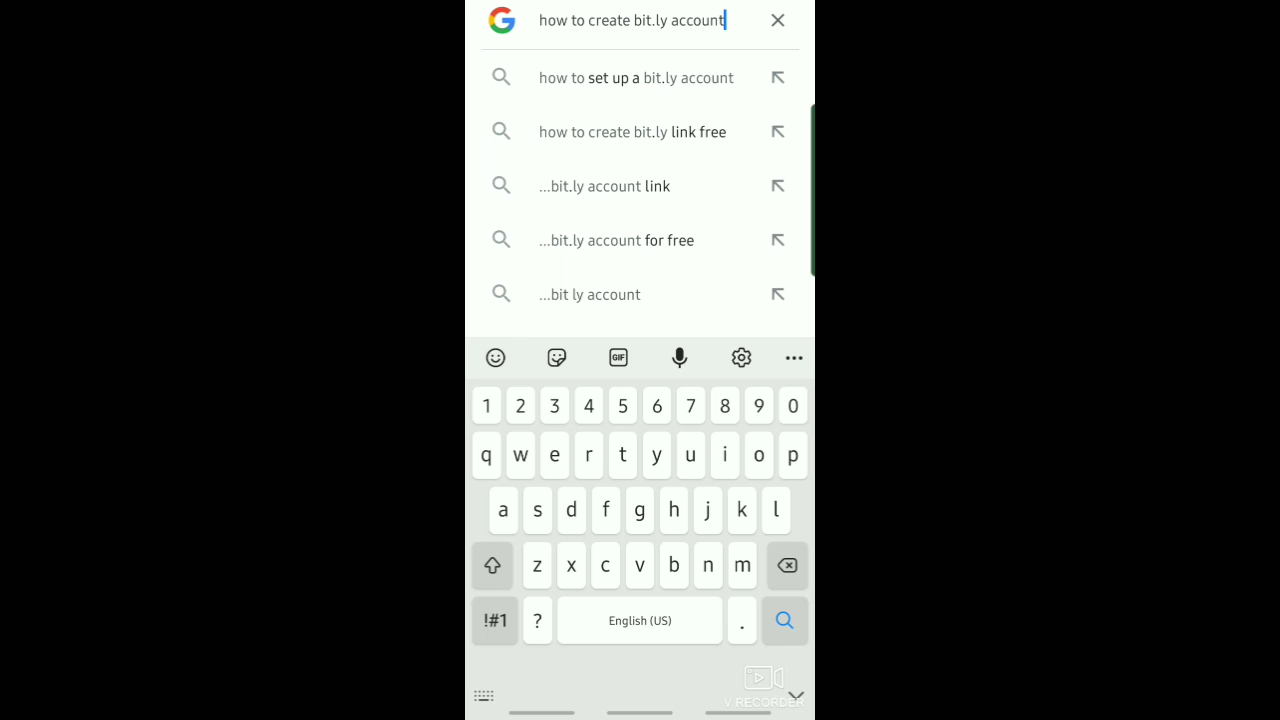 how to create bit.ly account
how to set up a bit.ly account
how to create bit.ly link free
...bit.ly account link
...bit.ly account for free
...bit ly account
GIF
1 2 3 4 5 6 7 8 9 0
q w e r t y u i o p
a s d f g h j k l
z x c v b n m
!#1 ? English (US) .
V RECORDER